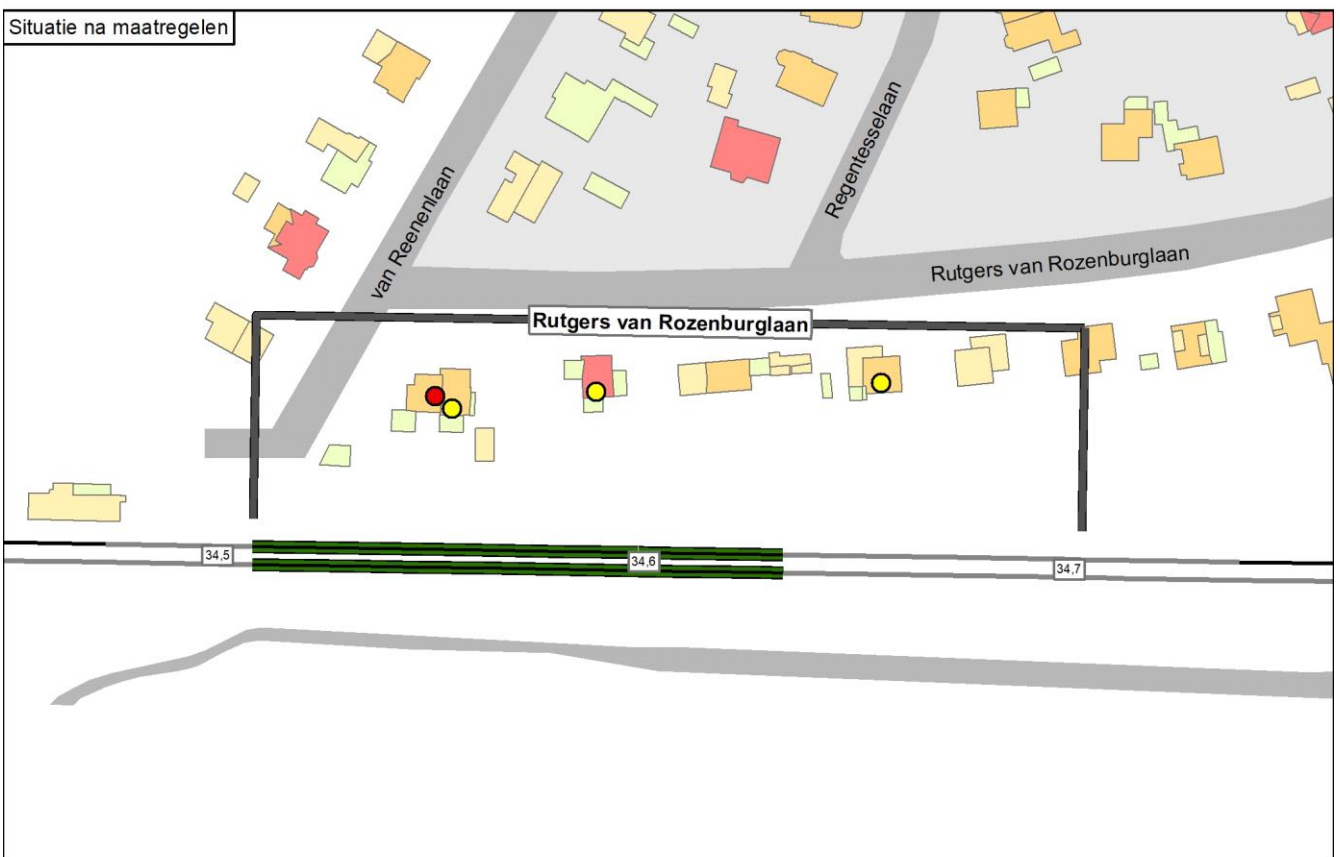 Situatie na maatregelen
van Reenenlaan
Regentesselaan
Rutgers van Rozenburglaan
Rutgers van Rozenburglaan
34,5
34,6
34,7